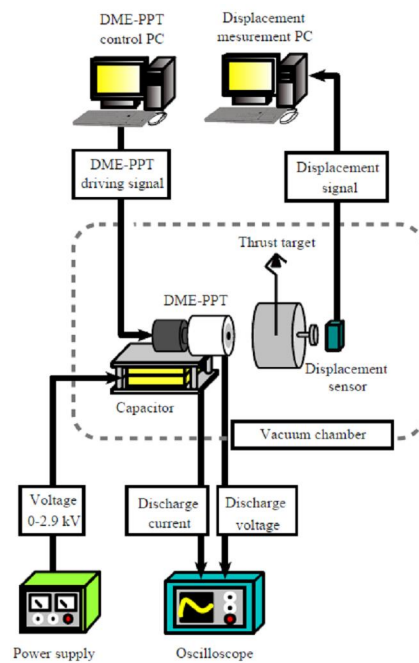 DME-PPT
control PC
Displacement
mesurement PC
DME-PPT
driving signal
Displacement
signal
Thrust target
DME-PPT
Displacement
sensor
Capacitor
Vacuum chamber
Voltage
0-2.9 kV
Discharge
current
Discharge
voltage
Power supply
Oscilloscope